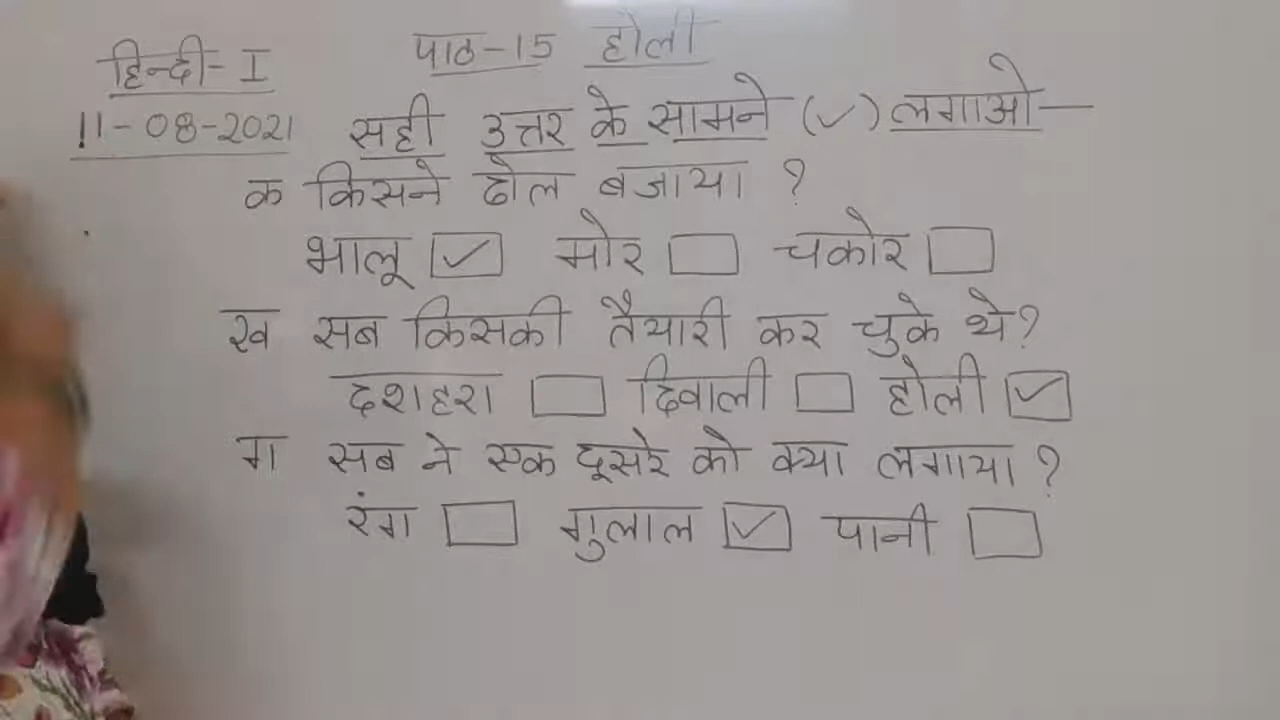 हिन्दी-I पाठ-15 होली
11-08-2021 सही उत्तर के सामने (✓) लगाओ—
क किसने ढोल बजाया ?
भालू ☑ मोर ☐ चकोर ☐
ख सब किसकी तैयारी कर चुके थे?
दशहरा ☐ दिवाली ☐ होली ☑
ग सब ने एक दूसरे को क्या लगाया ?
रंग ☐ गुलाल ☑ पानी ☐